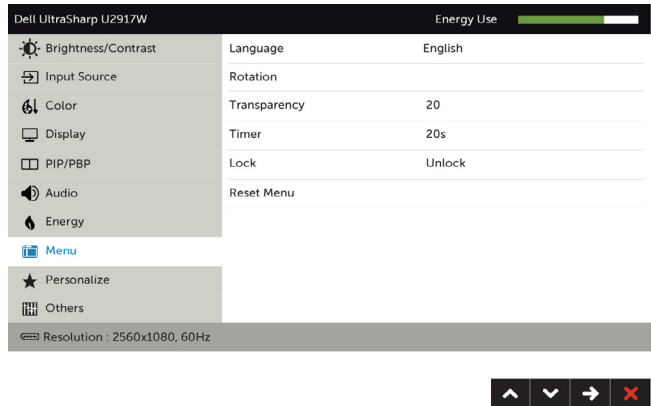 Dell UltraSharp U2917W Energy Use
Brightness/Contrast Language English
Input Source Rotation
Color Transparency 20
Display Timer 20s
PIP/PBP Lock Unlock
Audio Reset Menu
Energy
Menu
Personalize
Others
Resolution : 2560x1080, 60Hz